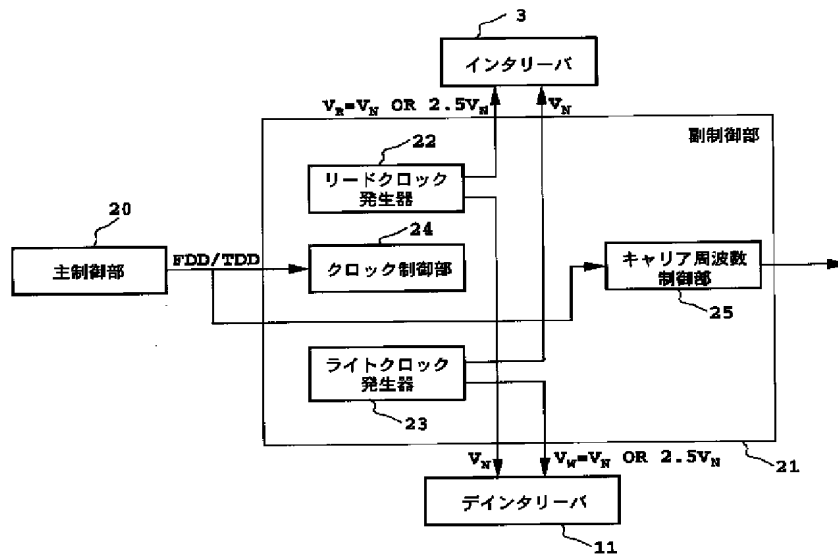 3
インタリーバ
V_R=V_N OR 2.5V_N
V_N
22
副制御部
リードクロック
発生器
20
24
主制御部
FDD/TDD
クロック制御部
キャリア周波数
制御部
25
ライトクロック
発生器
23
V_N
V_W=V_N OR 2.5V_N
21
デインタリーバ
11